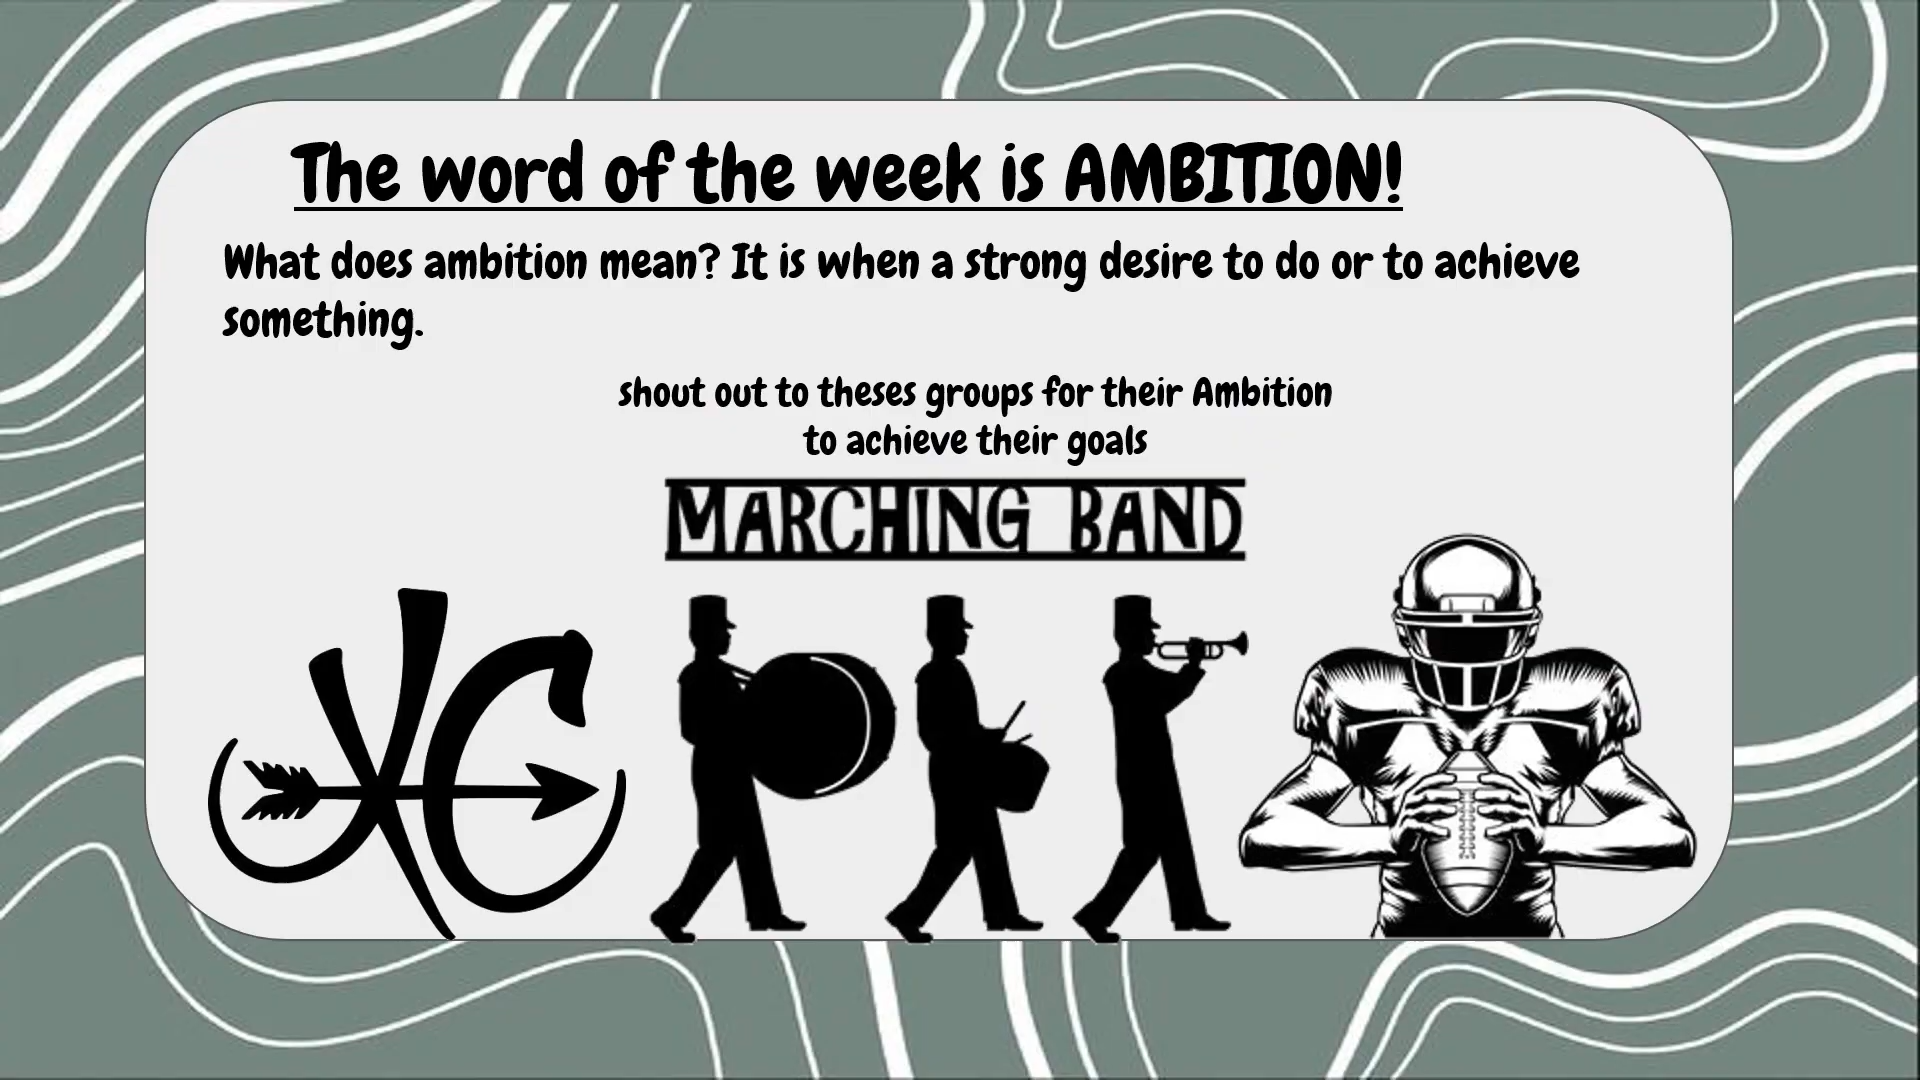 The word of the week is AMBITION!
What does ambition mean? It is when a strong desire to do or to achieve
something.
shout out to theses groups for their Ambition
to achieve their goals
MARCHING BAND
XC